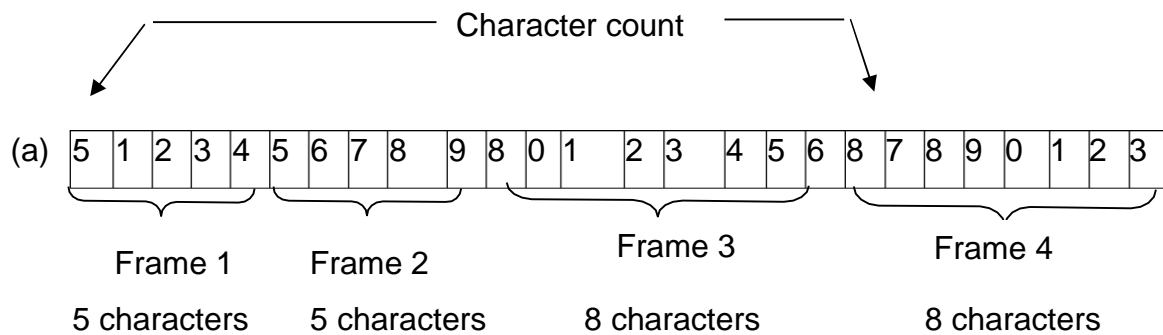 Character count
(a) 5 1 2 3 4 5 6 7 8 9 8 0 1 2 3 4 5 6 8 7 8 9 0 1 2 3
Frame 1 Frame 2 Frame 3 Frame 4
5 characters 5 characters 8 characters 8 characters